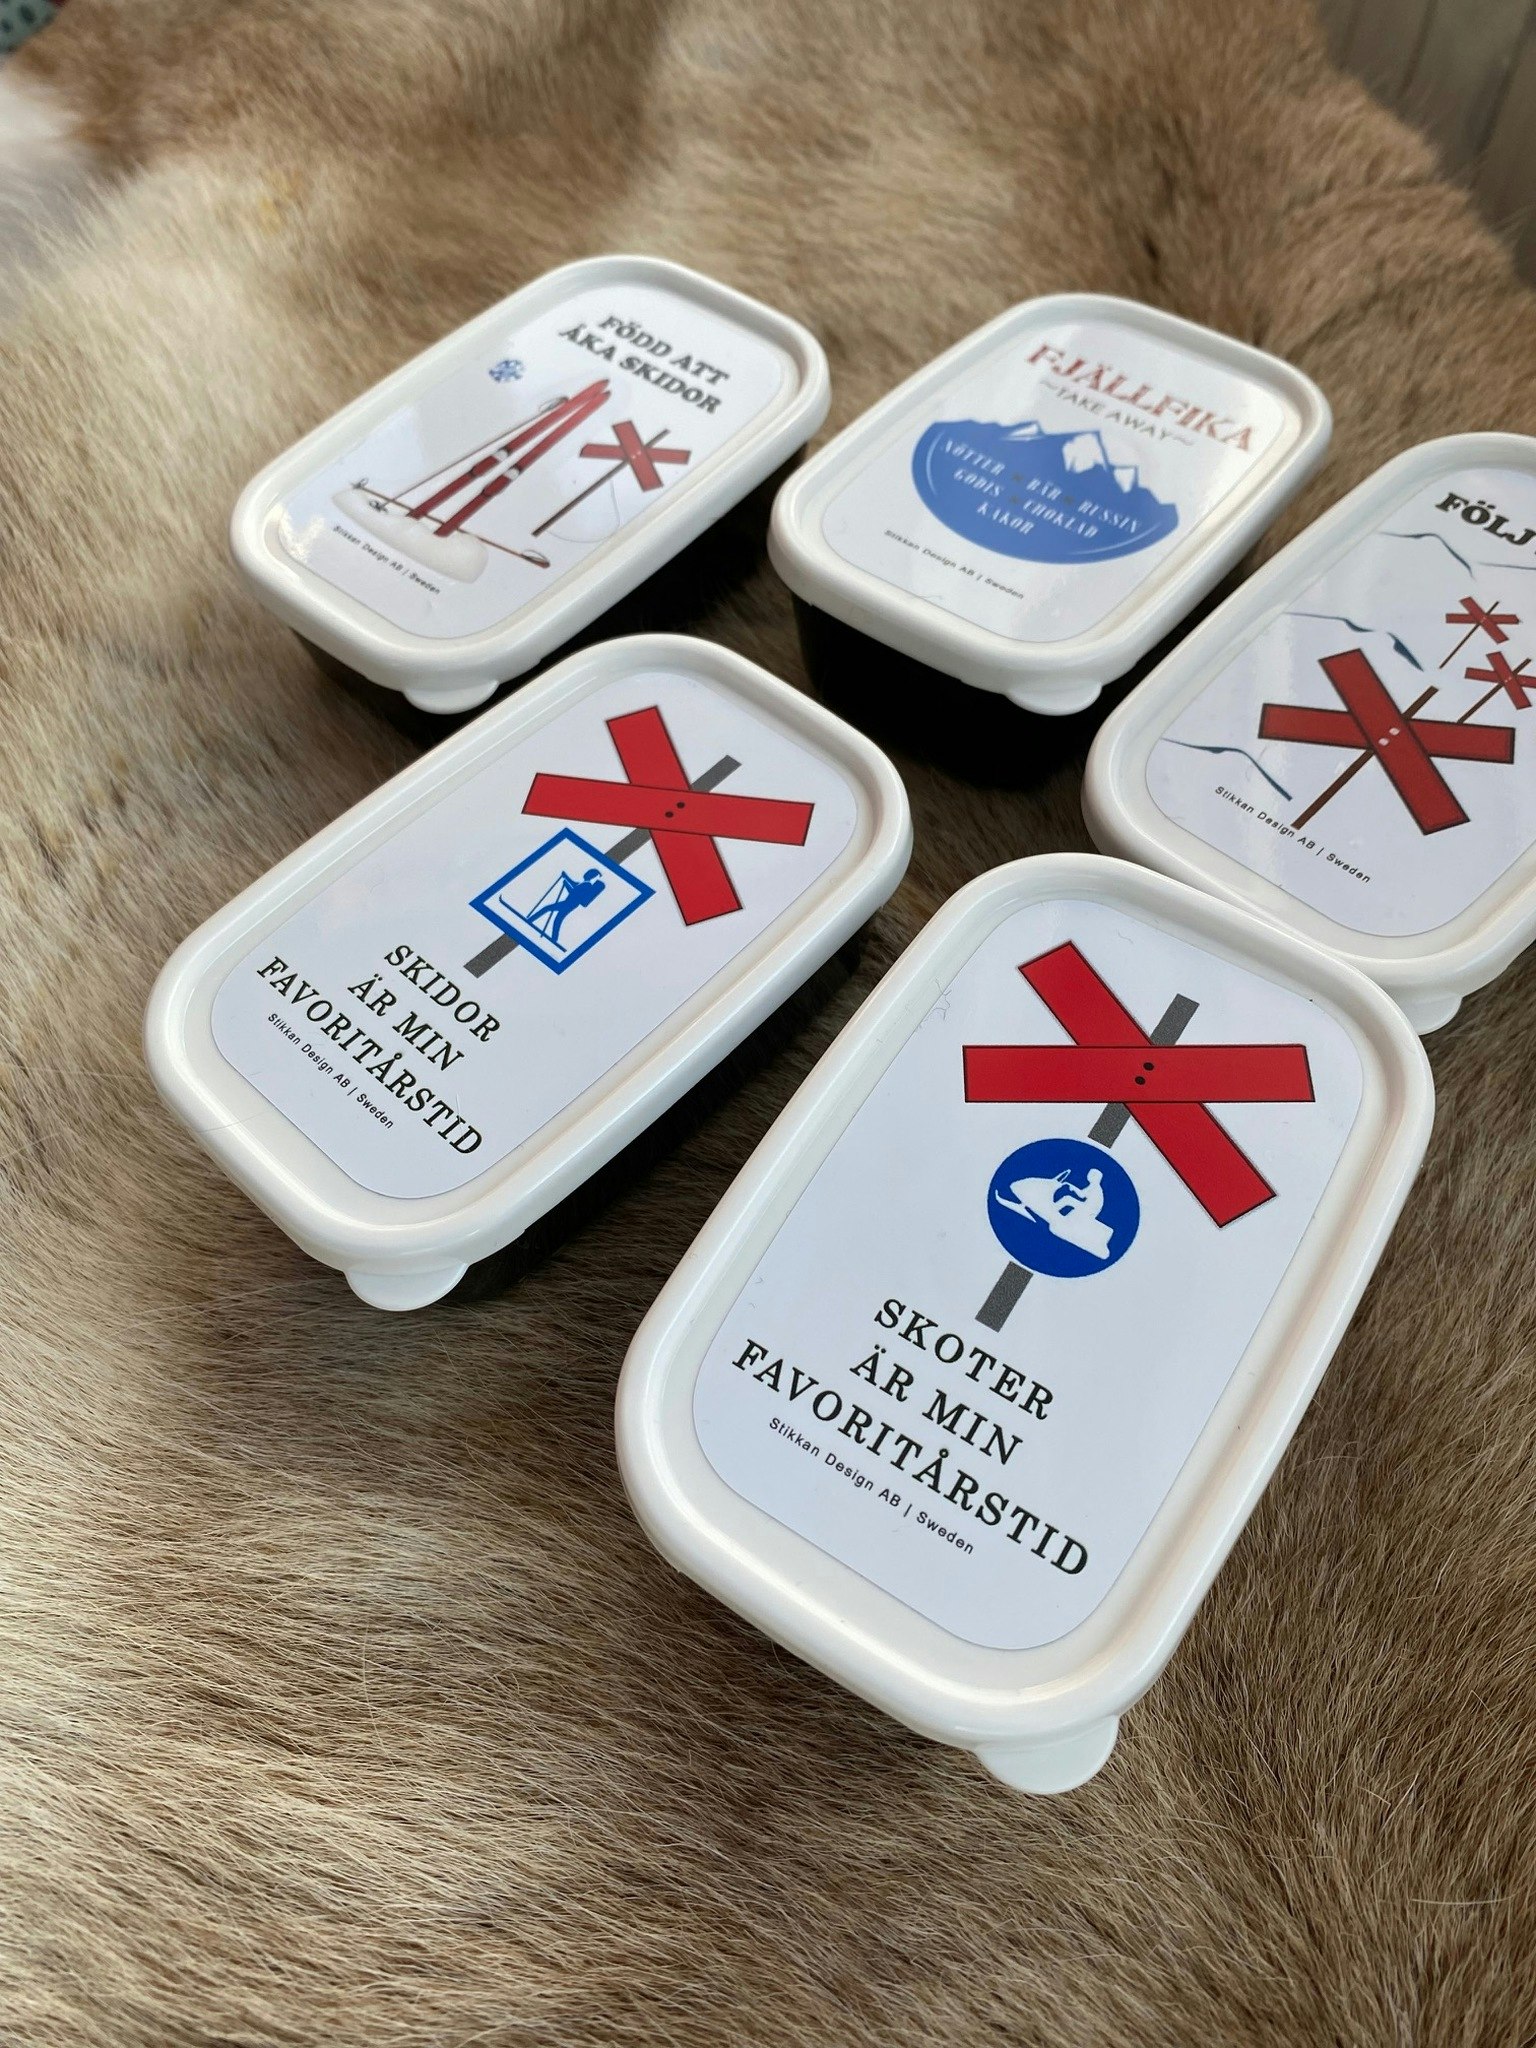 FÖDD ATT
ÅKA SKIDOR
Stikkan Design AB | Sweden
FJÄLLFIKA
~TAKE AWAY~
NÖTTER × BÄR × RUSSIN
GODIS × CHOKLAD
KAKOR
Stikkan Design AB | Sweden
FÖLJ
Stikkan Design AB | Sweden
SKIDOR
ÄR MIN
FAVORITÅRSTID
Stikkan Design AB | Sweden
SKOTER
ÄR MIN
FAVORITÅRSTID
Stikkan Design AB | Sweden